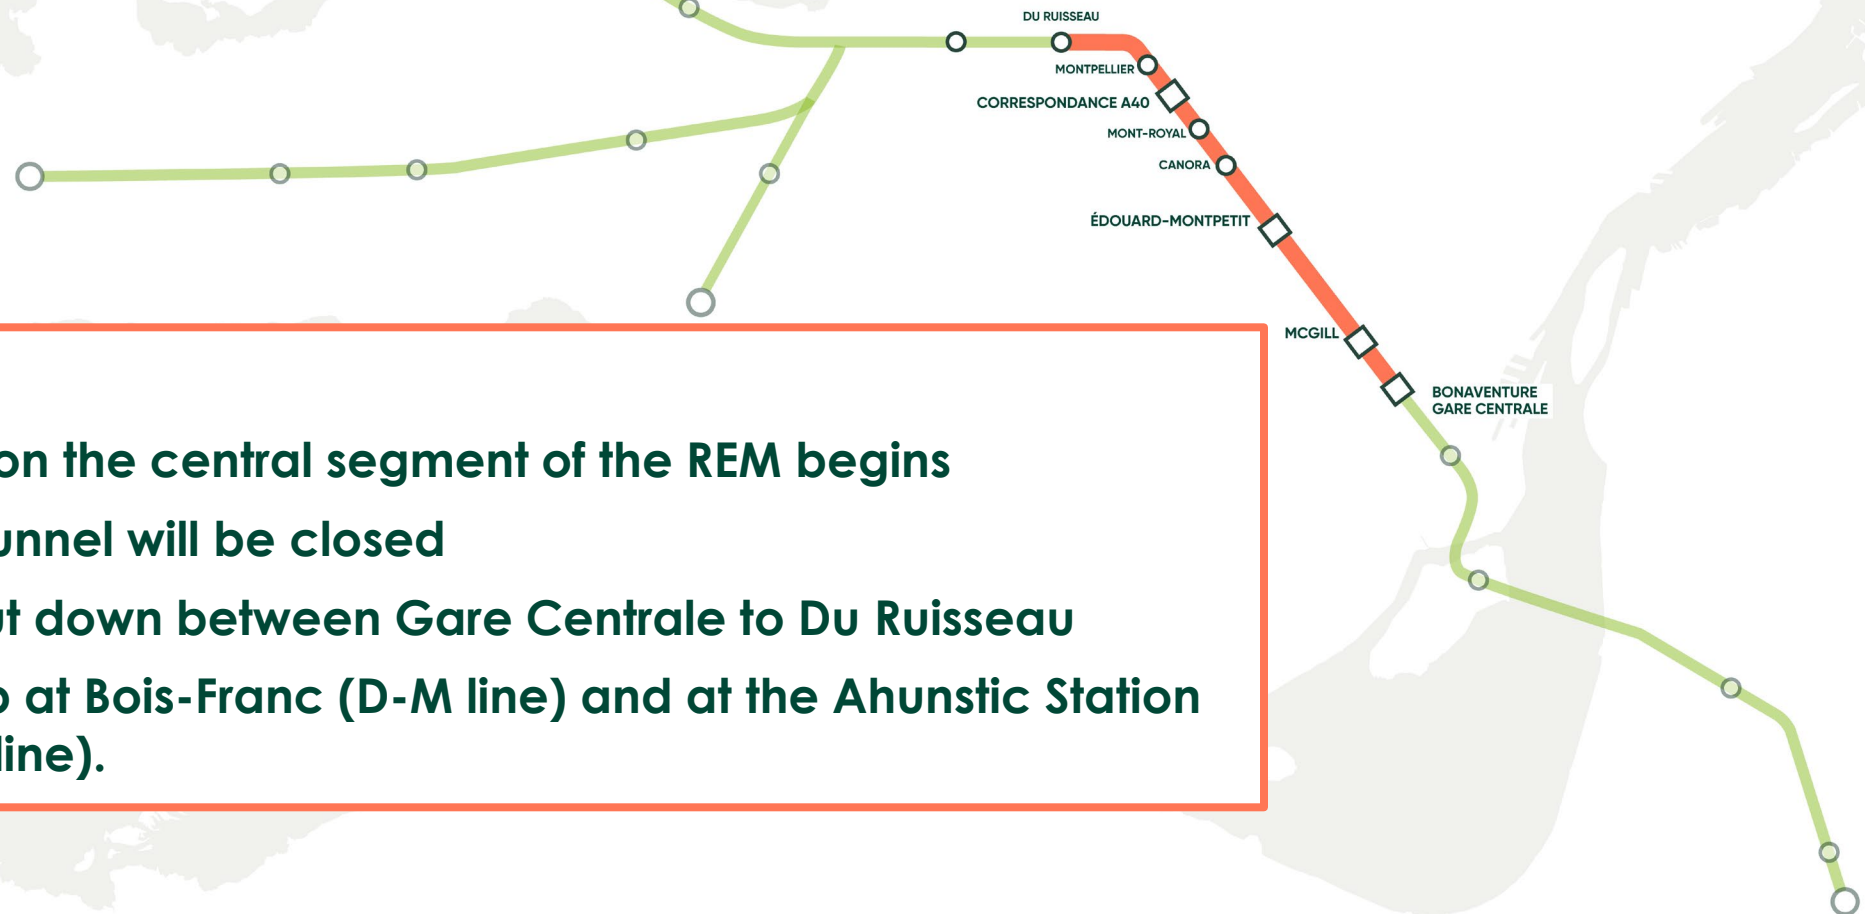 DU RUISSEAU
MONTPELLIER
CORRESPONDANCE A40
MONT-ROYAL
CANORA
ÉDOUARD-MONTPETIT
MCGILL
BONAVENTURE
GARE CENTRALE
on the central segment of the REM begins
unnel will be closed
ut down between Gare Centrale to Du Ruisseau
at Bois-Franc (D-M line) and at the Ahunstic Station
line).